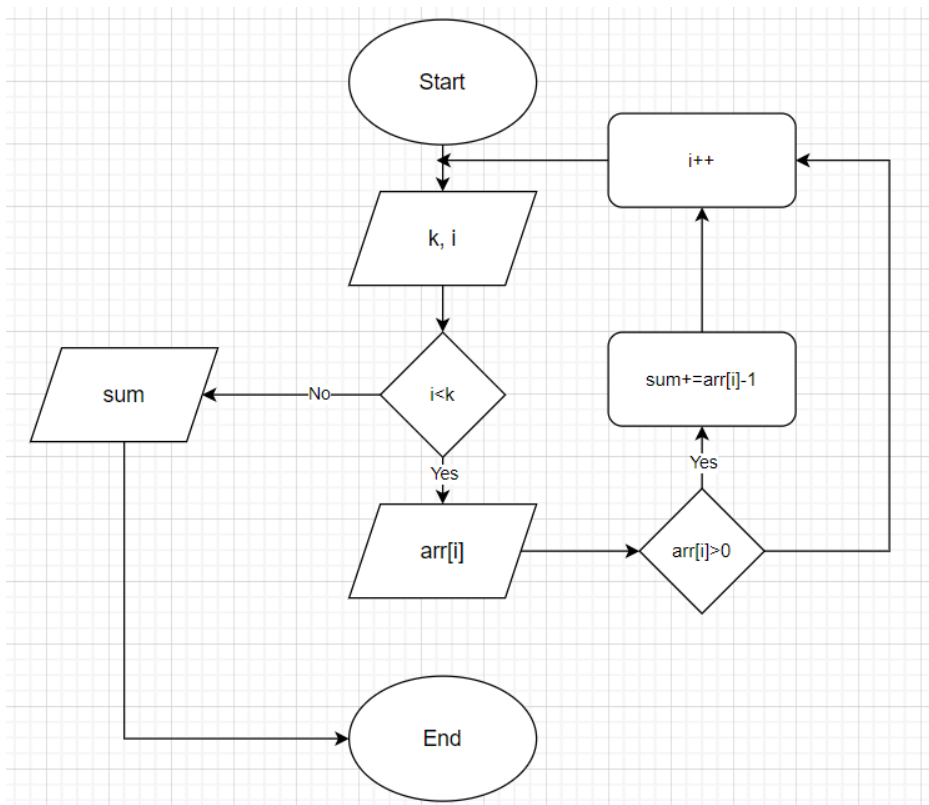 Start
i++
k, i
sum+=arr[i]-1
sum
No
i<k
Yes
Yes
arr[i]
arr[i]>0
End